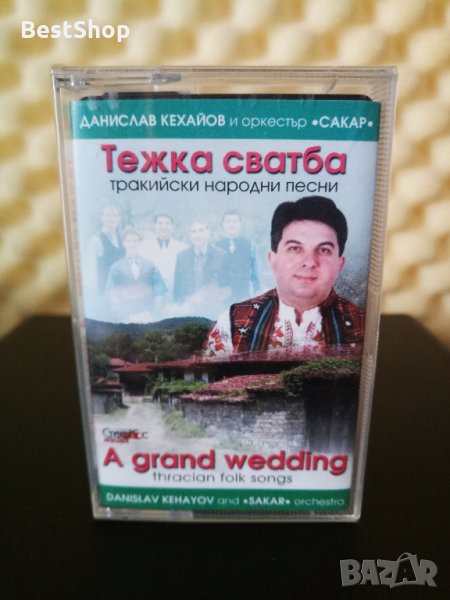 BestShop
ДАНИСЛАВ КЕХАЙОВ и оркестър •САКАР•
Тежка сватба
тракийски народни песни
A grand wedding
thracian folk songs
DANISLAV KEHAYOV and •SAKAR• orchestra
BAZAR